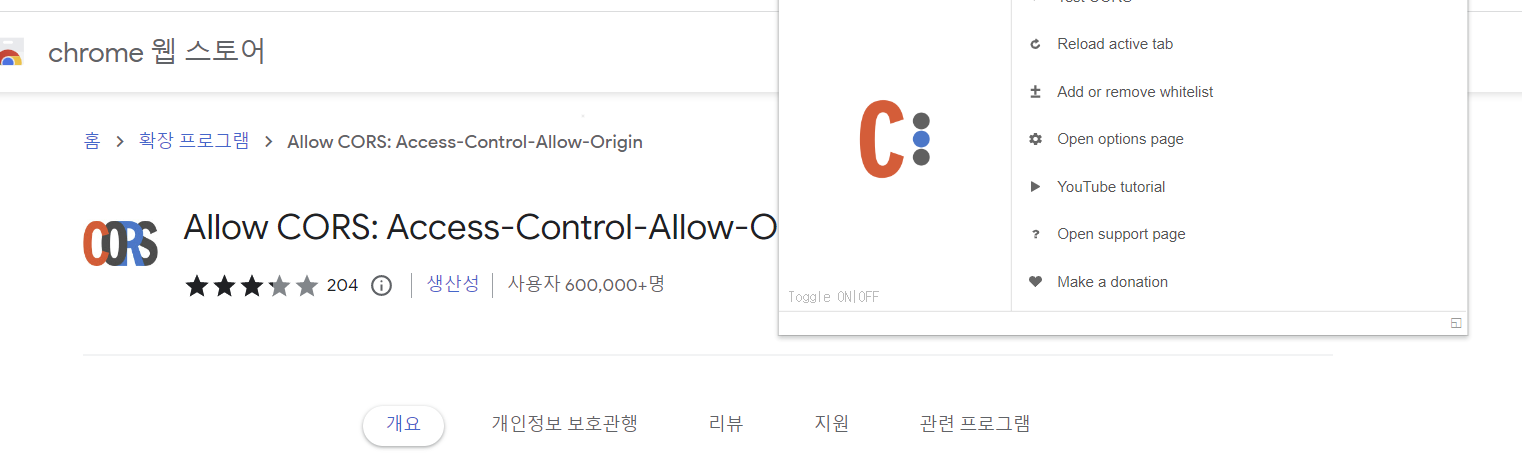 Test CORS
Reload active tab
chrome 웹 스토어
Add or remove whitelist
홈 > 확장 프로그램 > Allow CORS: Access-Control-Allow-Origin
Open options page
C:
YouTube tutorial
CORS
Allow CORS: Access-Control-Allow-O
Open support page
204 | 생산성 | 사용자 600,000+명
Make a donation
Toggle ON|OFF
개요
개인정보 보호관행
리뷰
지원
관련 프로그램